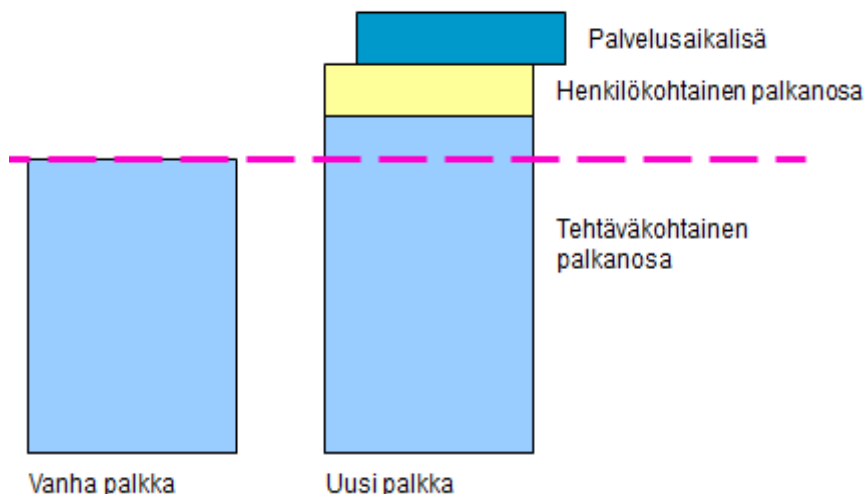 Palvelusaikalisä
Henkilökohtainen palkanosa
Tehtäväkohtainen
palkanosa
Vanha palkka
Uusi palkka